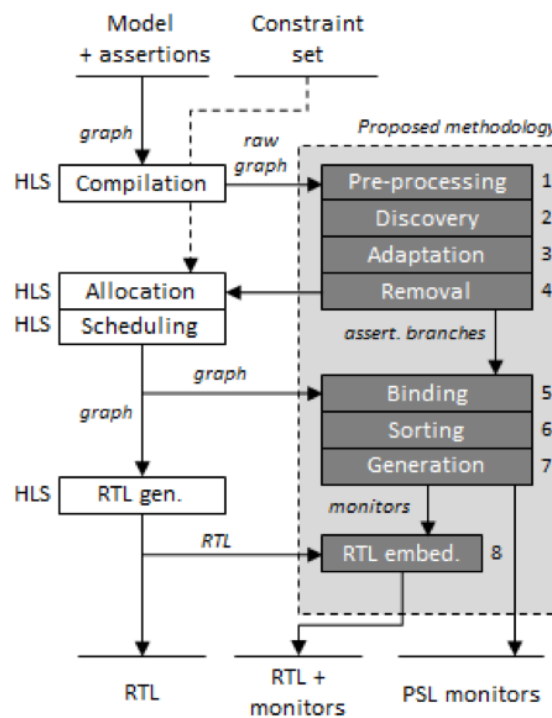 Model
+ assertions
Constraint
set
graph
raw
graph
Proposed methodology
HLS
Compilation
Pre-processing
1
Discovery
2
Adaptation
3
HLS
Allocation
Removal
4
HLS
Scheduling
assert. branches
graph
graph
Binding
5
Sorting
6
Generation
7
HLS
RTL gen.
monitors
RTL
RTL embed.
8
RTL
RTL +
monitors
PSL monitors